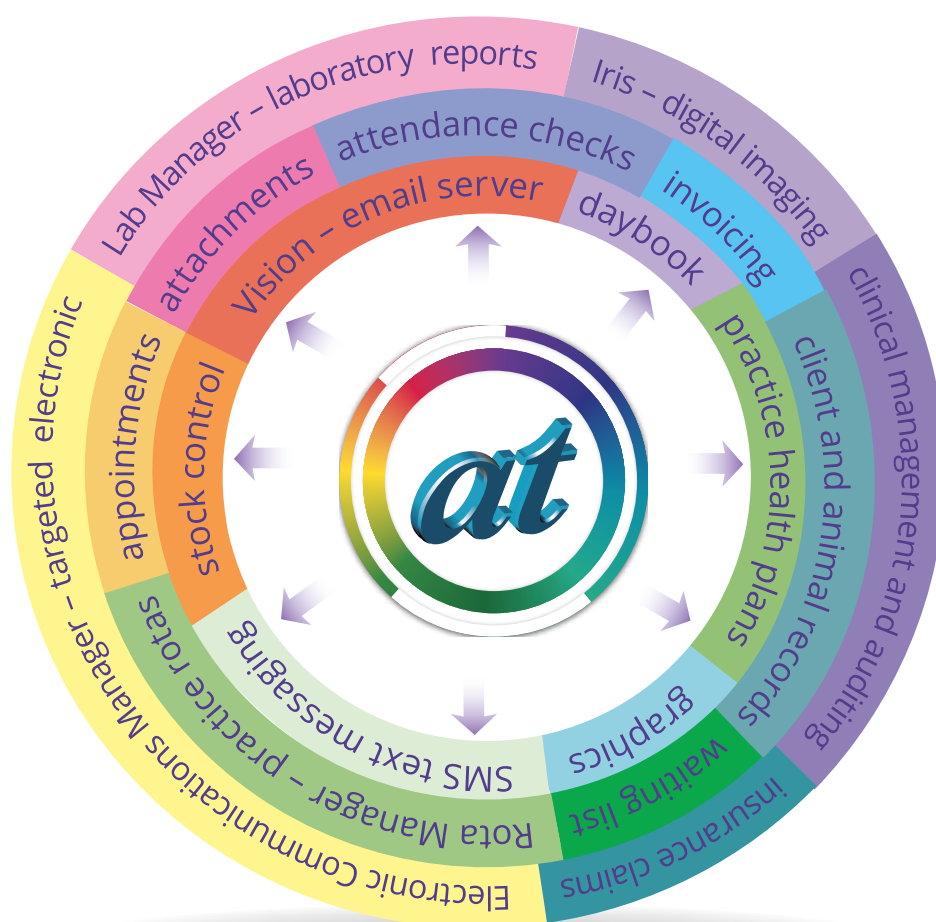 Lab Manager – laboratory reports
Iris – digital imaging
clinical management and auditing
insurance claims
Electronic Communications Manager – targeted electronic
attachments
attendance checks
invoicing
client and animal records
waiting list
Rota Manager – practice rotas
appointments
Vision – email server
daybook
practice health plans
graphics
SMS text messaging
stock control
at